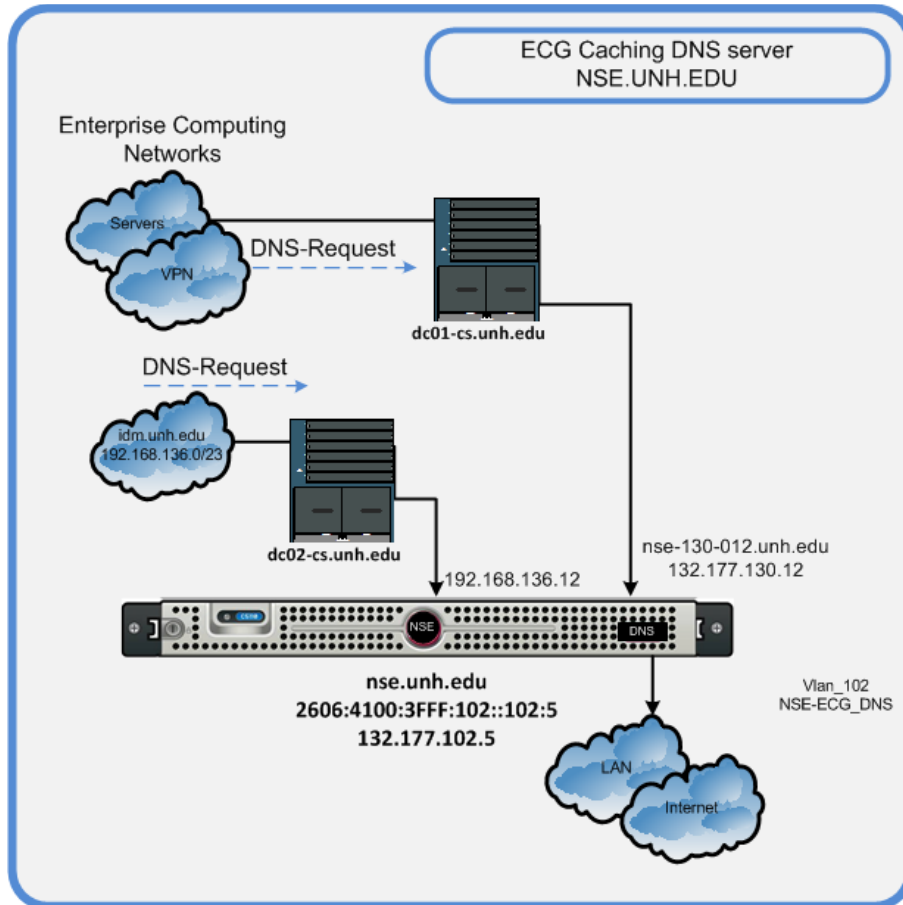 ECG Caching DNS server
NSE.UNH.EDU
Enterprise Computing
Networks
Servers
VPN
DNS-Request
dc01-cs.unh.edu
DNS-Request
idm.unh.edu
192.168.136.0/23
dc02-cs.unh.edu
nse-130-012.unh.edu
132.177.130.12
192.168.136.12
NSE
DNS
nse.unh.edu
2606:4100:3FFF:102::102:5
132.177.102.5
Vlan_102
NSE-ECG_DNS
LAN
Internet